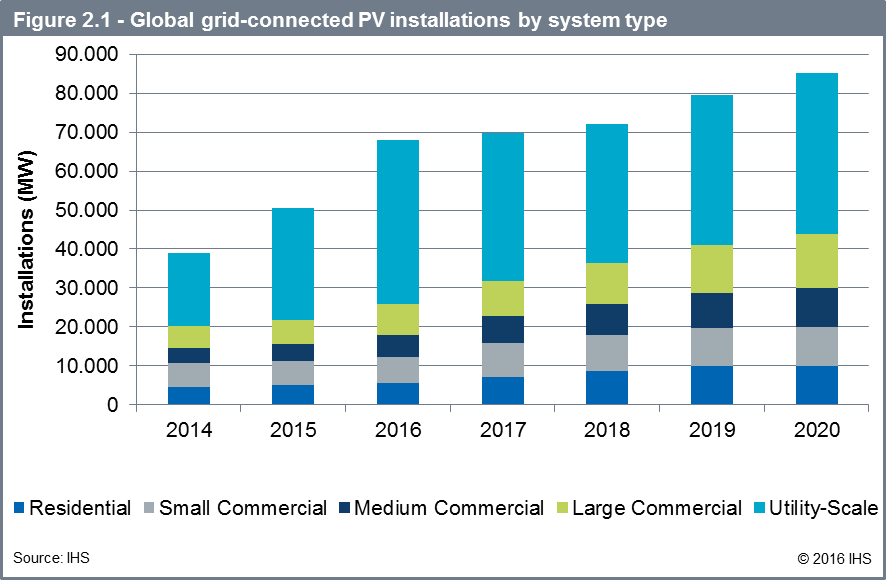 Figure 2.1 - Global grid-connected PV installations by system type
90.000
80.000
70.000
60.000
50.000
40.000
30.000
20.000
10.000
0
Installations (MW)
2014 2015 2016 2017 2018 2019 2020
Residential Small Commercial Medium Commercial Large Commercial Utility-Scale
Source: IHS © 2016 IHS